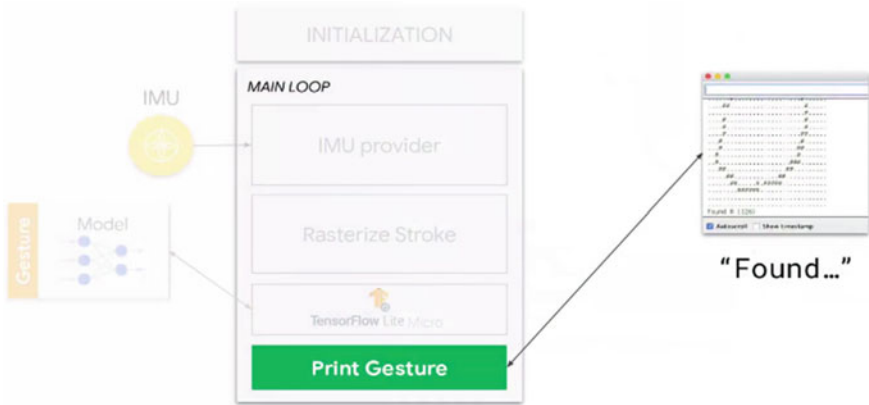 INITIALIZATION
MAIN LOOP
IMU
IMU provider
Gesture
Model
Rasterize Stroke
TensorFlow Lite Micro
Print Gesture
Autoscroll Show timestamp
"Found…"